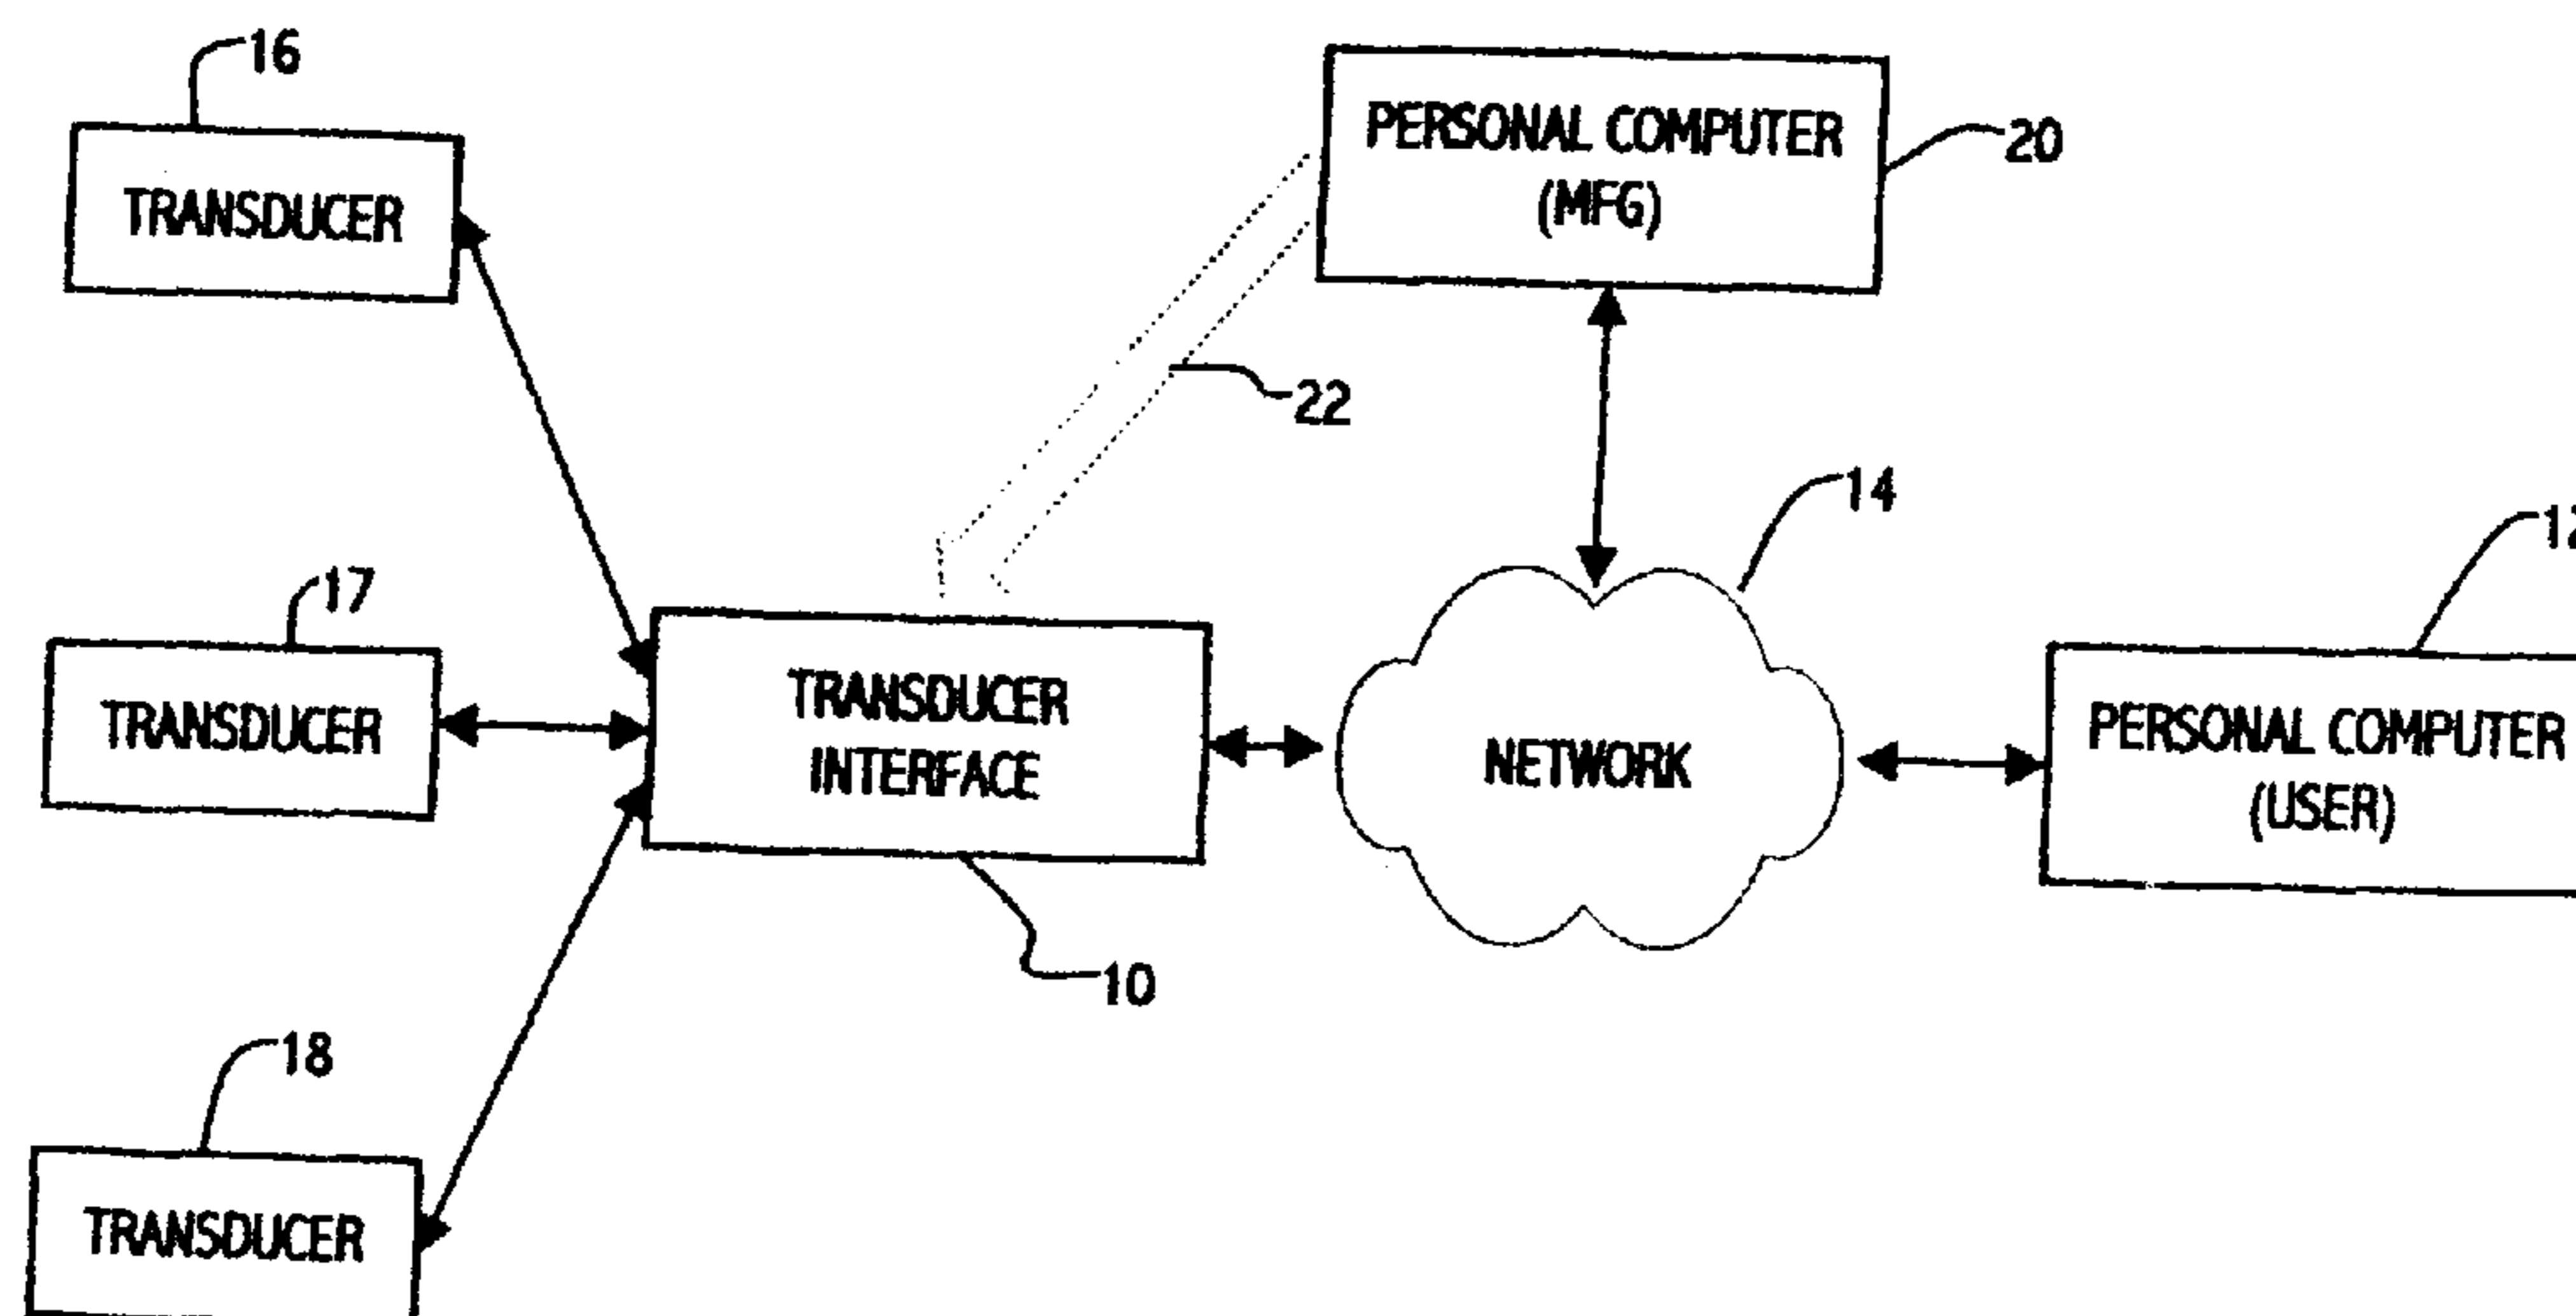 16
TRANSDUCER
PERSONAL COMPUTER
(MFG)
20
22
14
17
TRANSDUCER
TRANSDUCER
INTERFACE
10
NETWORK
12
PERSONAL COMPUTER
(USER)
18
TRANSDUCER